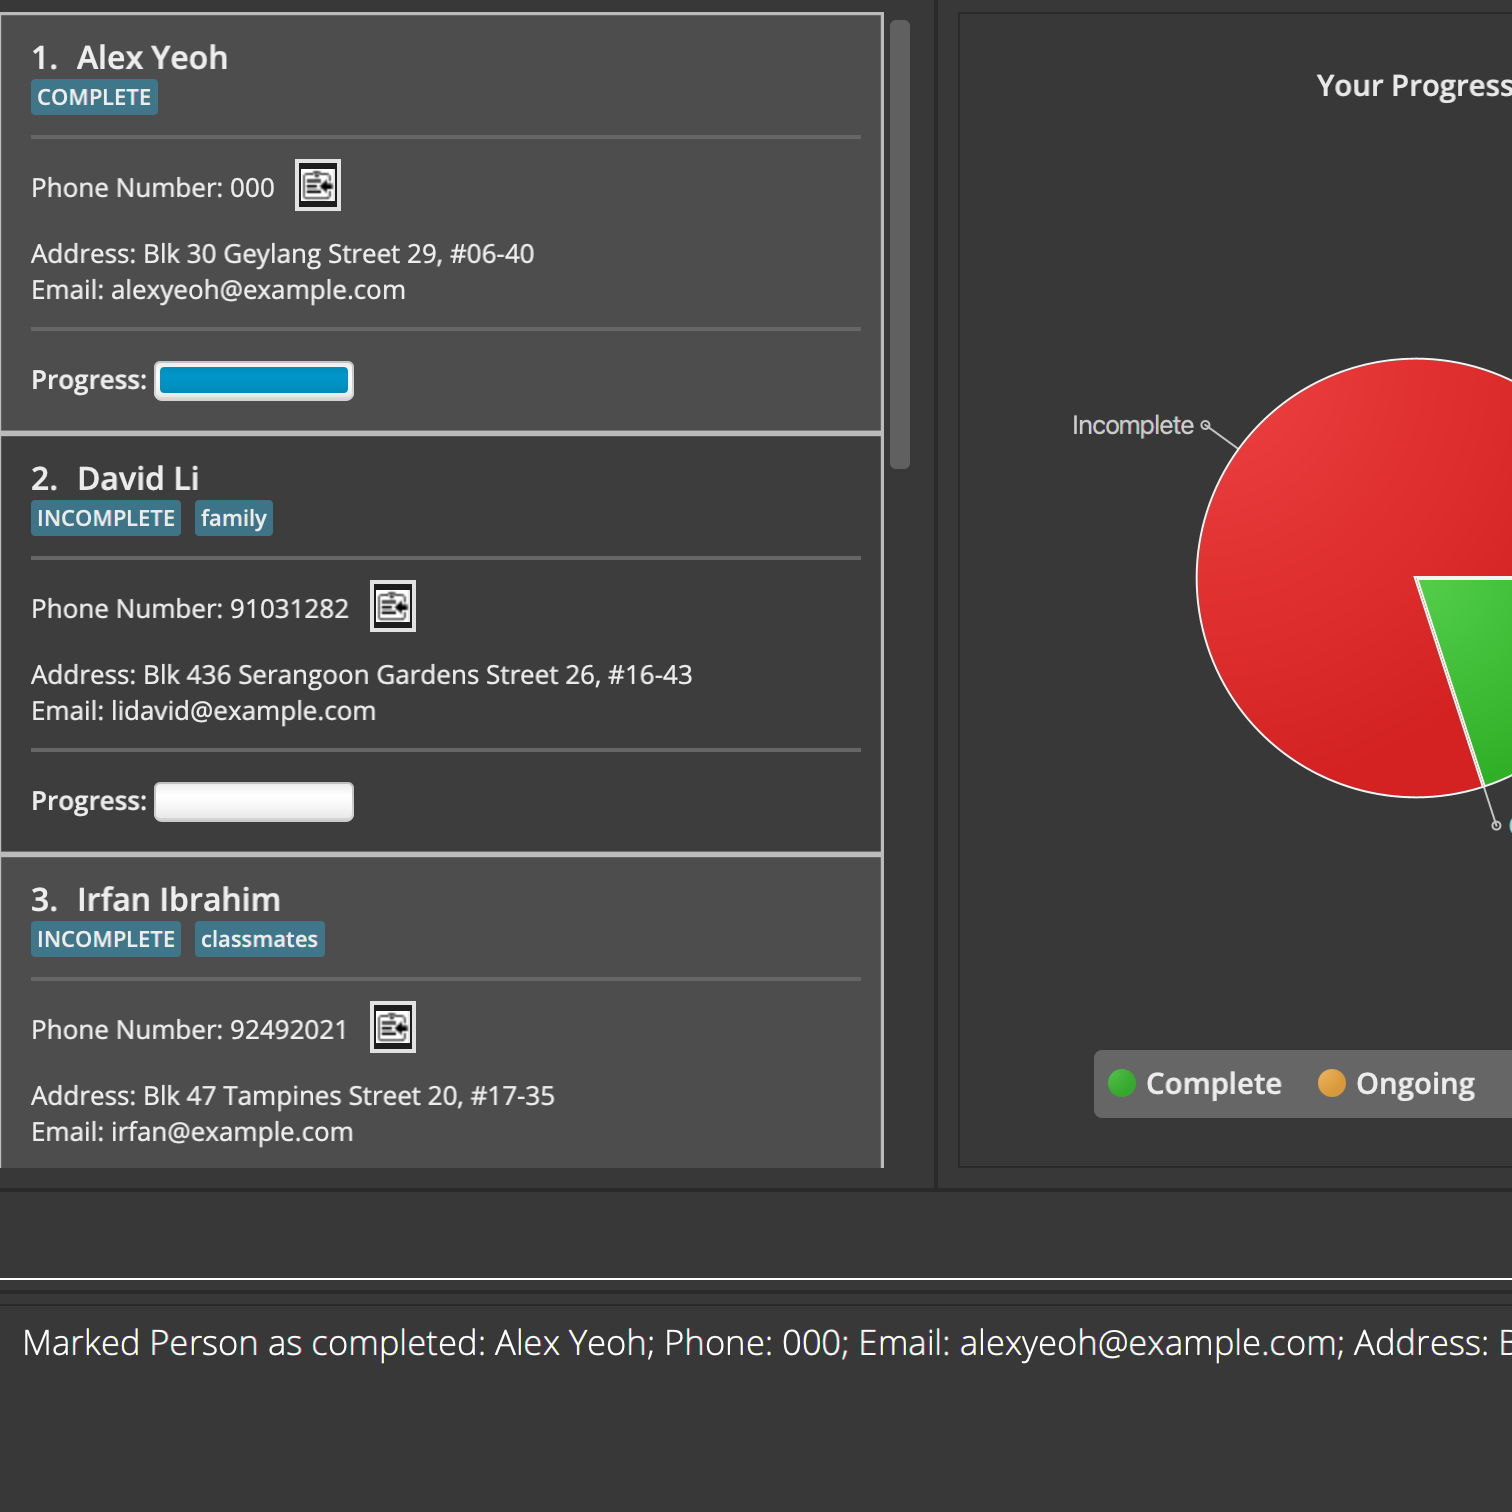 1. Alex Yeoh
COMPLETE
Phone Number: 000
Address: Blk 30 Geylang Street 29, #06-40
Email: alexyeoh@example.com
Progress:
2. David Li
INCOMPLETE family
Phone Number: 91031282
Address: Blk 436 Serangoon Gardens Street 26, #16-43
Email: lidavid@example.com
Progress:
3. Irfan Ibrahim
INCOMPLETE classmates
Phone Number: 92492021
Address: Blk 47 Tampines Street 20, #17-35
Email: irfan@example.com
Your Progress
Incomplete
Complete Ongoing
Marked Person as completed: Alex Yeoh; Phone: 000; Email: alexyeoh@example.com; Address: